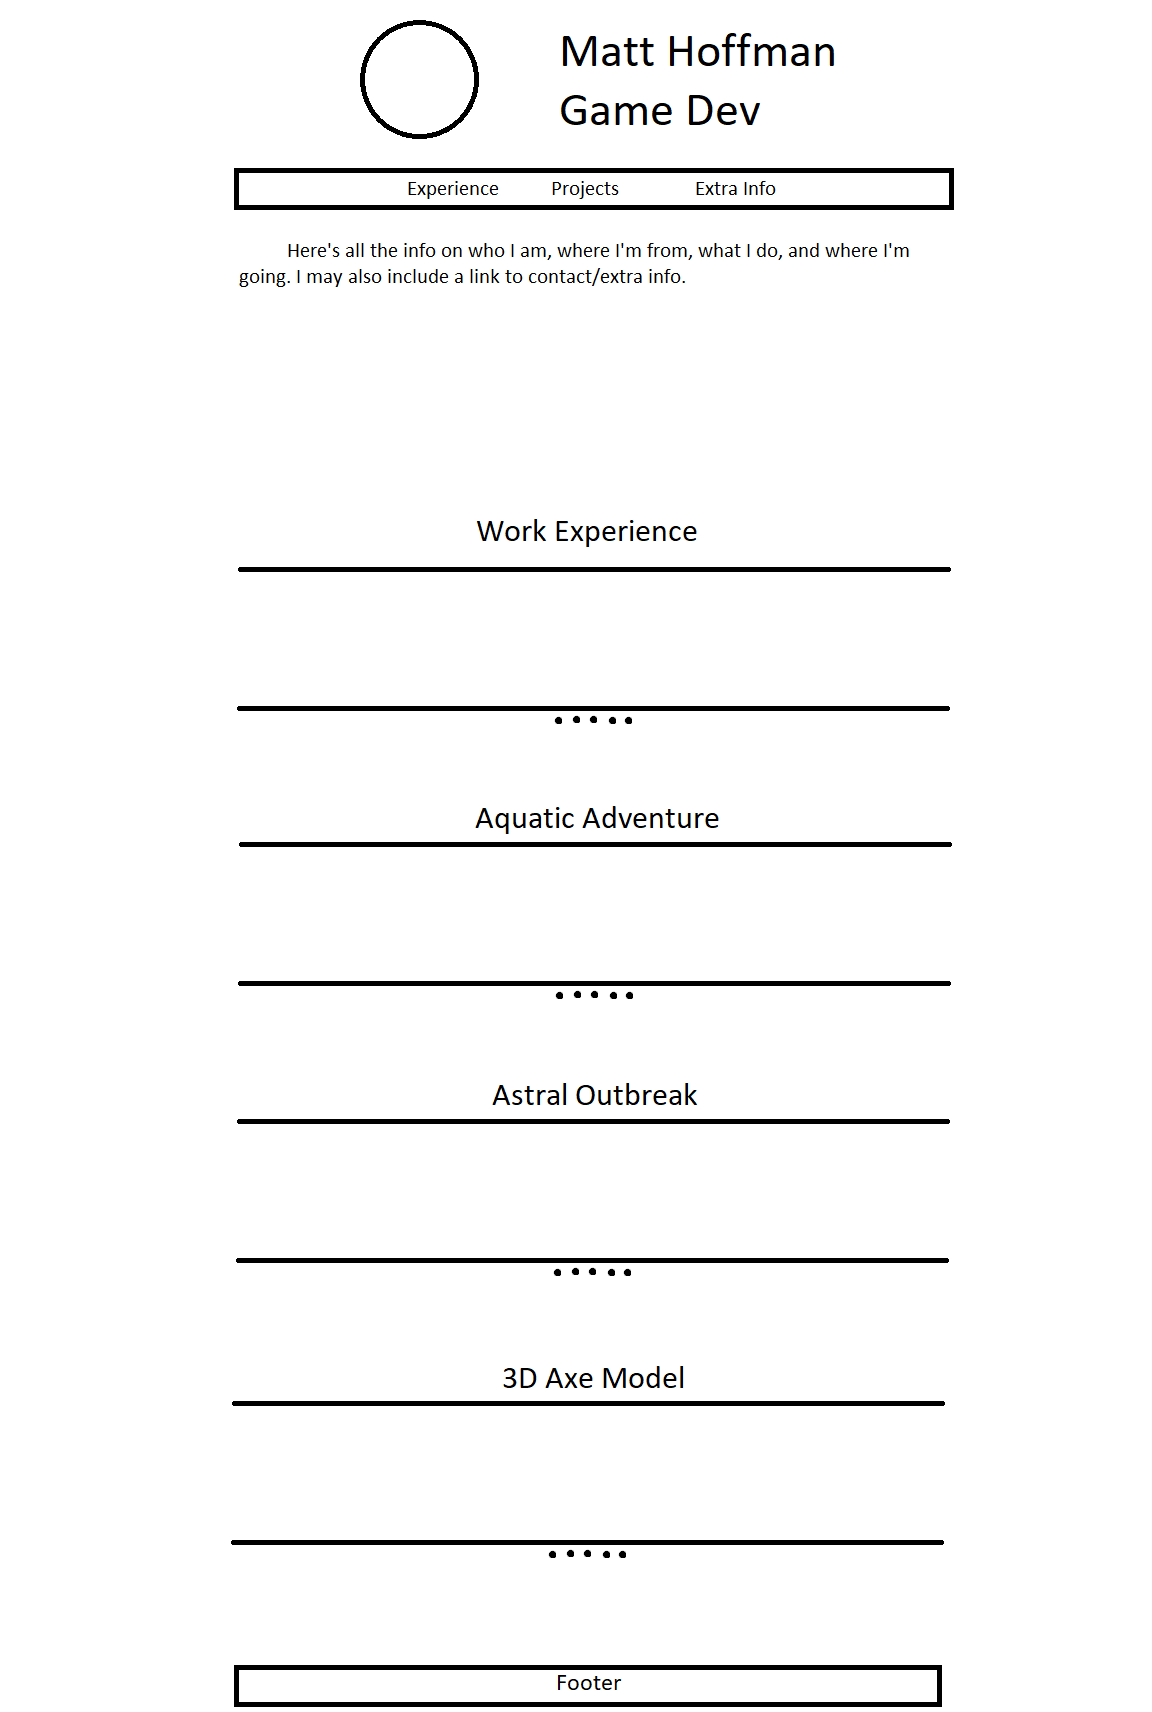 Matt Hoffman
Game Dev
Experience Projects Extra Info
Here's all the info on who I am, where I'm from, what I do, and where I'm
going. I may also include a link to contact/extra info.
Work Experience
Aquatic Adventure
Astral Outbreak
3D Axe Model
Footer